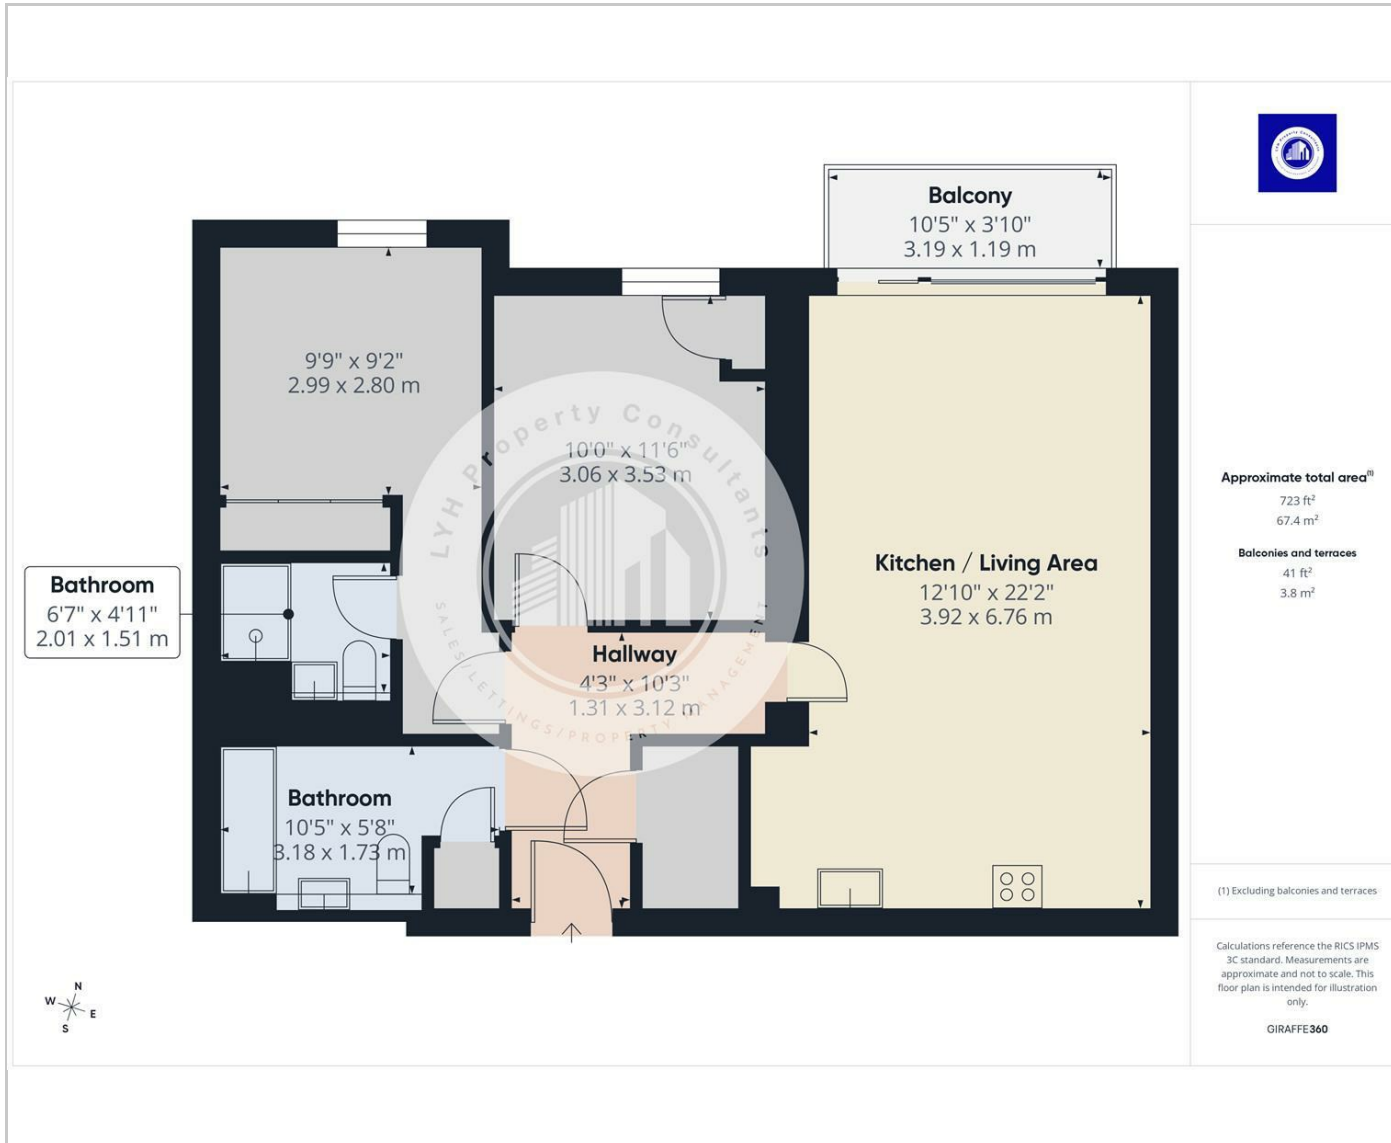 Balcony
10'5" x 3'10"
3.19 x 1.19 m
9'9" x 9'2"
2.99 x 2.80 m
10'0" x 11'6"
3.06 x 3.53 m
LYH Property Consultants
SALES/LETTINGS/PROPERTY MANAGEMENT
Kitchen / Living Area
12'10" x 22'2"
3.92 x 6.76 m
Bathroom
6'7" x 4'11"
2.01 x 1.51 m
Hallway
4'3" x 10'3"
1.31 x 3.12 m
Bathroom
10'5" x 5'8"
3.18 x 1.73 m
N
W
E
S
LYH Property Consultants
Approximate total area(1)
723 ft²
67.4 m²
Balconies and terraces
41 ft²
3.8 m²
(1) Excluding balconies and terraces
Calculations reference the RICS IPMS
3C standard. Measurements are
approximate and not to scale. This
floor plan is intended for illustration
only.
GIRAFFE360